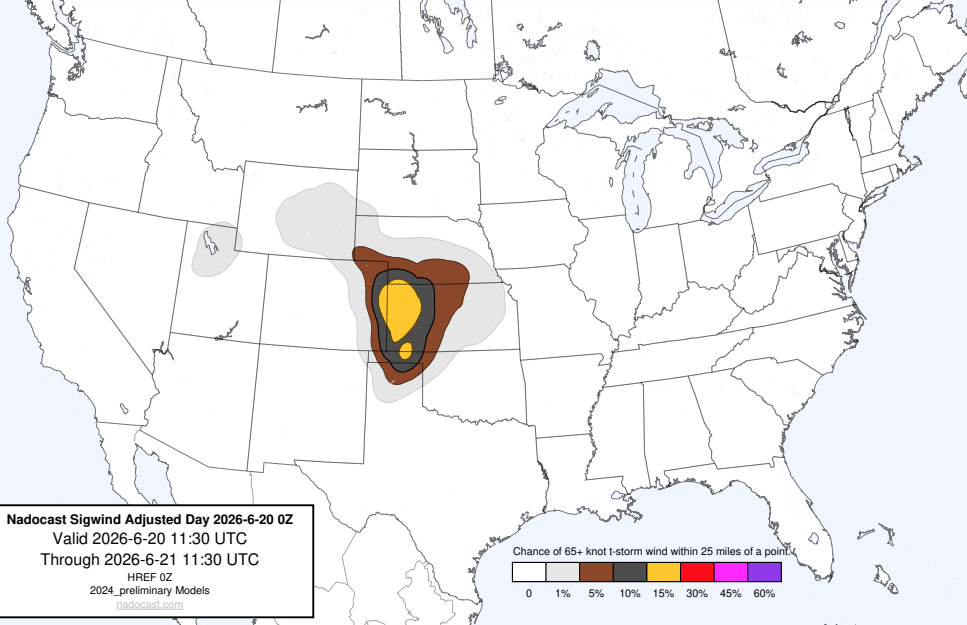 Nadocast Sigwind Adjusted Day 2026-6-20 0Z
Valid 2026-6-20 11:30 UTC
Through 2026-6-21 11:30 UTC
HREF 0Z
2024_preliminary Models
nadocast.com
Chance of 65+ knot t-storm wind within 25 miles of a point.
0 1% 5% 10% 15% 30% 45% 60%